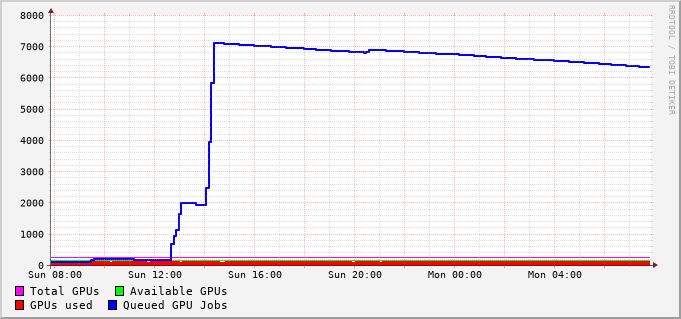 8000
7000
6000
5000
4000
3000
2000
1000
0
Sun 08:00 Sun 12:00 Sun 16:00 Sun 20:00 Mon 00:00 Mon 04:00
Total GPUs Available GPUs
GPUs used Queued GPU Jobs
RRDTOOL / TOBI OETIKER